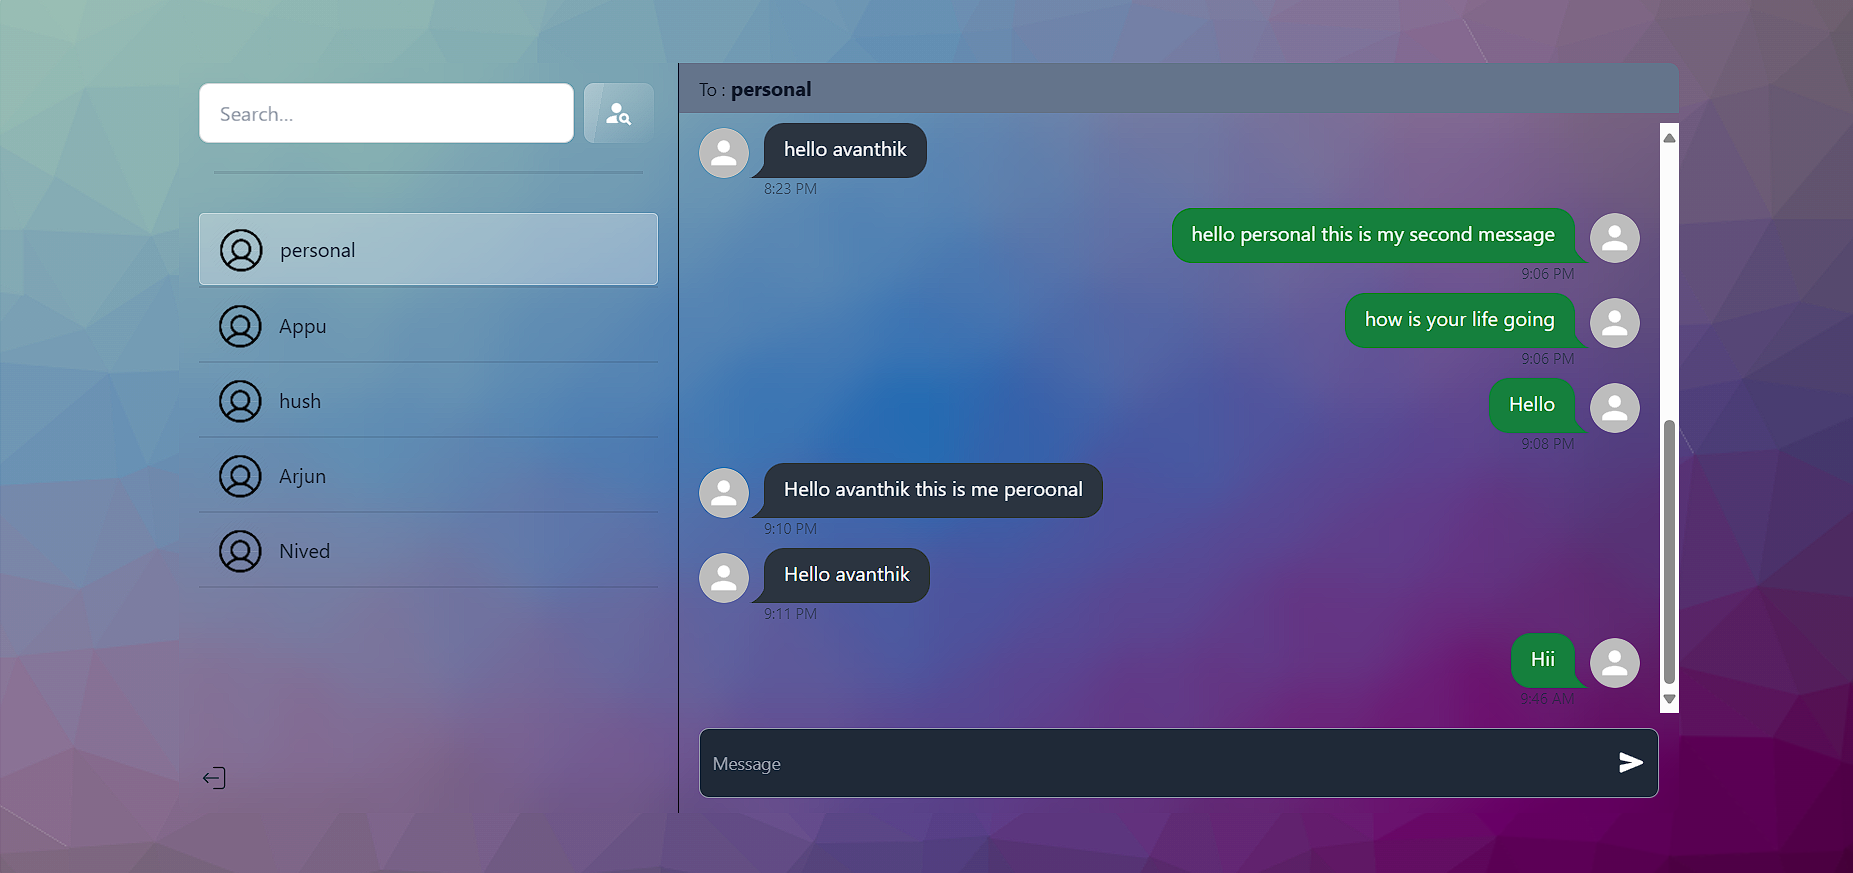 Search...
personal
Appu
hush
Arjun
Nived
To : personal
hello avanthik
8:23 PM
hello personal this is my second message
9:06 PM
how is your life going
9:06 PM
Hello
9:08 PM
Hello avanthik this is me peroonal
9:10 PM
Hello avanthik
9:11 PM
Hii
9:46 AM
Message